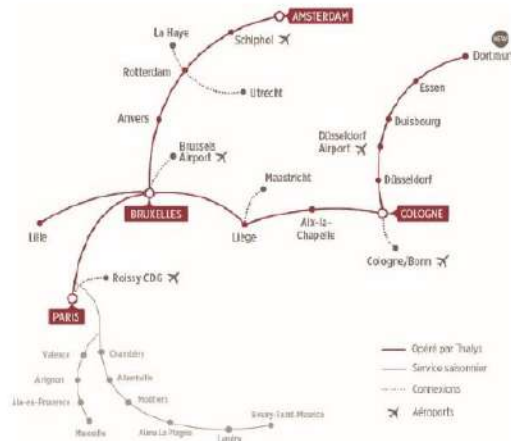 AMSTERDAM
La Haye
Schiphol
NEW
Dortmun
Rotterdam
Utrecht
Essen
Anvers
Duisbourg
Brussels
Airport
Düsseldorf
Airport
Maastricht
Düsseldorf
BRUXELLES
COLOGNE
Lille
Liège
Aix-la-
Chapelle
Cologne/Bonn
Roissy CDG
PARIS
Opéré par Thalys
Service saisonnier
Connexions
Aéroports
Valence
Chambéry
Avignon
Albertville
Aix-en-Provence
Moûtiers
Marseille
Aime La Plagne
Landry
Bourg-Saint-Maurice